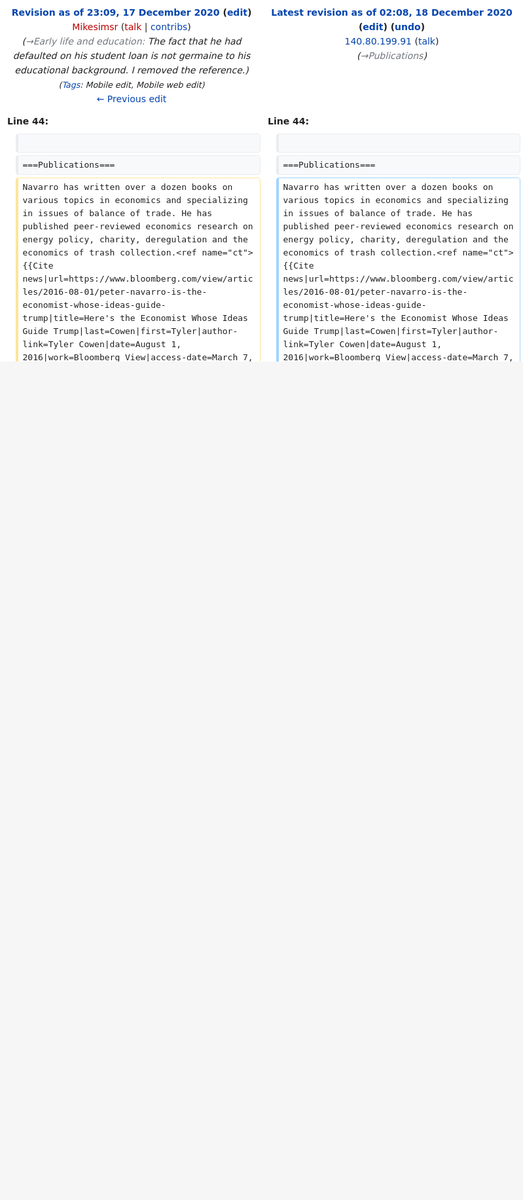 Revision as of 23:09, 17 December 2020 (edit)
Mikesimsr (talk | contribs)
(→Early life and education: The fact that he had
defaulted on his student loan is not germaine to his
educational background. I removed the reference.)
(Tags: Mobile edit, Mobile web edit)
← Previous edit
Latest revision as of 02:08, 18 December 2020
(edit) (undo)
140.80.199.91 (talk)
(→Publications)
Line 44:
Line 44:
===Publications===
===Publications===
Navarro has written over a dozen books on
various topics in economics and specializing
in issues of balance of trade. He has
published peer-reviewed economics research on
energy policy, charity, deregulation and the
economics of trash collection.<ref name="ct">
{{Cite
news|url=https://www.bloomberg.com/view/artic
les/2016-08-01/peter-navarro-is-the-
economist-whose-ideas-guide-
trump|title=Here's the Economist Whose Ideas
Guide Trump|last=Cowen|first=Tyler|author-
link=Tyler Cowen|date=August 1,
2016|work=Bloomberg View|access-date=March 7,
Navarro has written over a dozen books on
various topics in economics and specializing
in issues of balance of trade. He has
published peer-reviewed economics research on
energy policy, charity, deregulation and the
economics of trash collection.<ref name="ct">
{{Cite
news|url=https://www.bloomberg.com/view/artic
les/2016-08-01/peter-navarro-is-the-
economist-whose-ideas-guide-
trump|title=Here's the Economist Whose Ideas
Guide Trump|last=Cowen|first=Tyler|author-
link=Tyler Cowen|date=August 1,
2016|work=Bloomberg View|access-date=March 7,